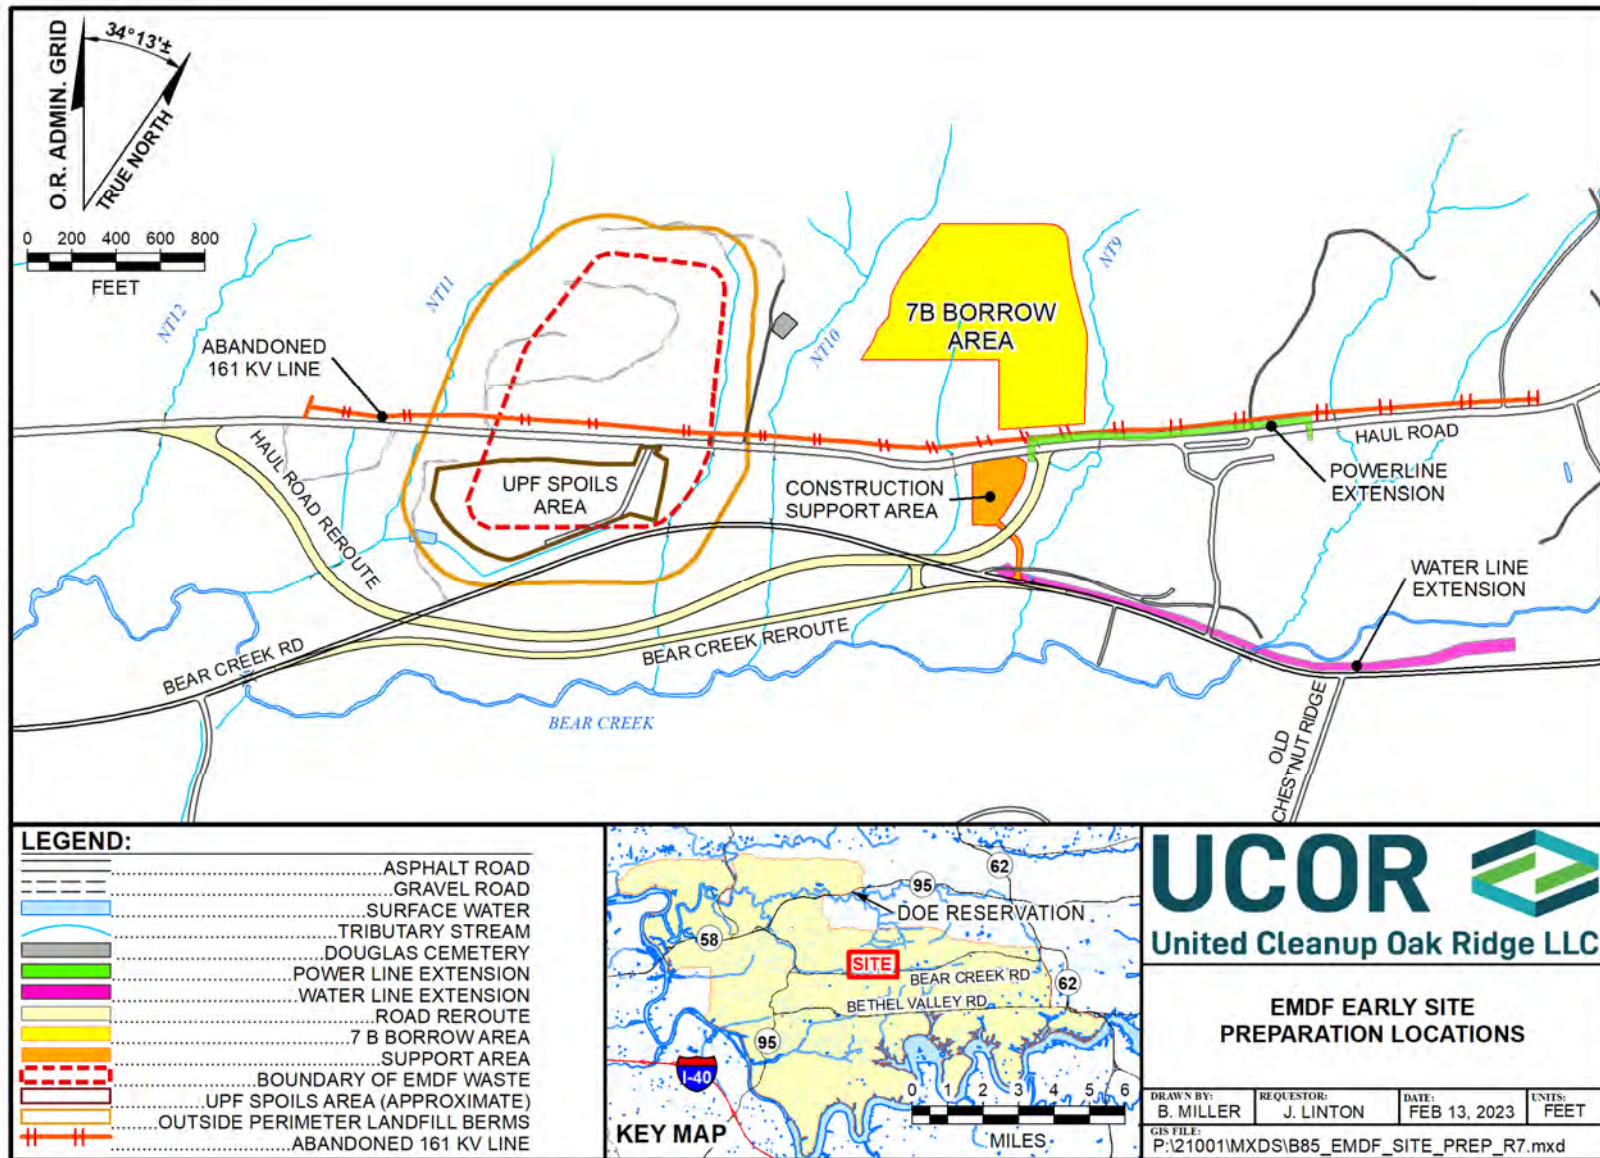 34°13'±
O.R. ADMIN. GRID
TRUE NORTH
0 200 400 600 800
FEET
NT12
NT11
NT10
NT9
ABANDONED
161 KV LINE
7B BORROW
AREA
HAUL ROAD
UPF SPOILS
AREA
CONSTRUCTION
SUPPORT AREA
POWERLINE
EXTENSION
HAUL ROAD REROUTE
WATER LINE
EXTENSION
BEAR CREEK RD
BEAR CREEK REROUTE
BEAR CREEK
OLD
CHESTNUT RIDGE
LEGEND:
ASPHALT ROAD
GRAVEL ROAD
SURFACE WATER
TRIBUTARY STREAM
DOUGLAS CEMETERY
POWER LINE EXTENSION
WATER LINE EXTENSION
ROAD REROUTE
7 B BORROW AREA
SUPPORT AREA
BOUNDARY OF EMDF WASTE
UPF SPOILS AREA (APPROXIMATE)
OUTSIDE PERIMETER LANDFILL BERMS
ABANDONED 161 KV LINE
62
95
DOE RESERVATION
58
SITE
BEAR CREEK RD
62
BETHEL VALLEY RD
95
I-40
0 1 2 3 4 5 6
MILES
KEY MAP
UCOR
United Cleanup Oak Ridge LLC
EMDF EARLY SITE
PREPARATION LOCATIONS
DRAWN BY:
B. MILLER
REQUESTOR:
J. LINTON
DATE:
FEB 13, 2023
UNITS:
FEET
GIS FILE:
P:\21001\MXDS\B85_EMDF_SITE_PREP_R7.mxd